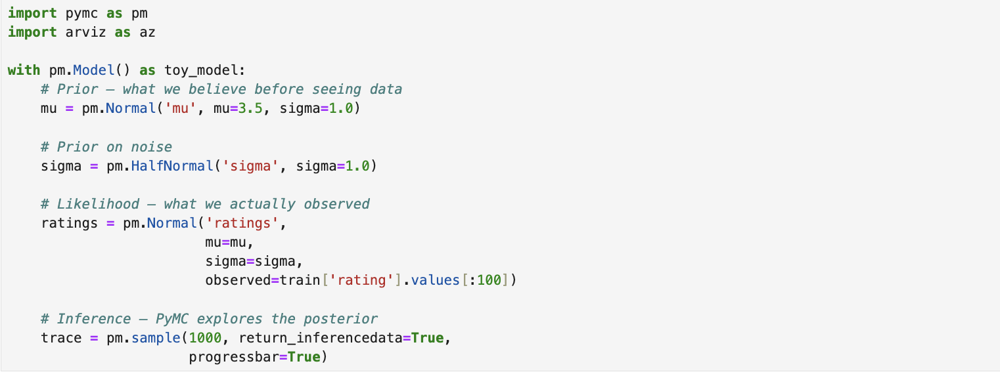 import pymc as pm
import arviz as az
with pm.Model() as toy_model:
    # Prior — what we believe before seeing data
    mu = pm.Normal('mu', mu=3.5, sigma=1.0)
    # Prior on noise
    sigma = pm.HalfNormal('sigma', sigma=1.0)
    # Likelihood — what we actually observed
    ratings = pm.Normal('ratings',
                        mu=mu,
                        sigma=sigma,
                        observed=train['rating'].values[:100])
    # Inference — PyMC explores the posterior
    trace = pm.sample(1000, return_inferencedata=True,
                      progressbar=True)